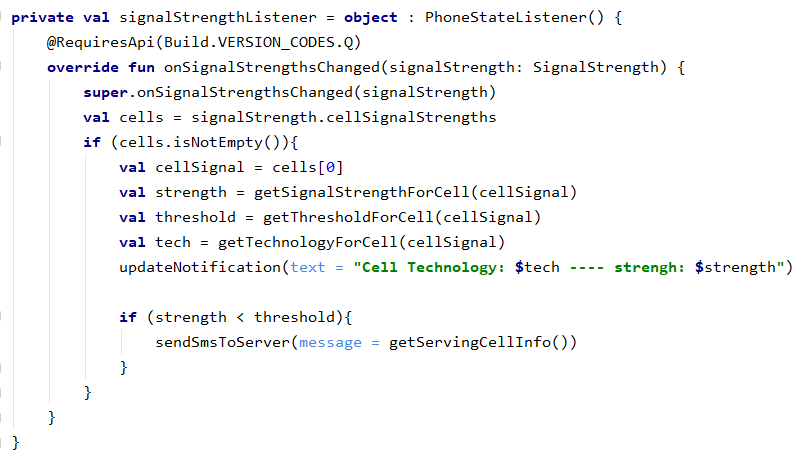 private val signalStrengthListener = object : PhoneStateListener() {
    @RequiresApi(Build.VERSION_CODES.Q)
    override fun onSignalStrengthsChanged(signalStrength: SignalStrength) {
        super.onSignalStrengthsChanged(signalStrength)
        val cells = signalStrength.cellSignalStrengths
        if (cells.isNotEmpty()){
            val cellSignal = cells[0]
            val strength = getSignalStrengthForCell(cellSignal)
            val threshold = getThresholdForCell(cellSignal)
            val tech = getTechnologyForCell(cellSignal)
            updateNotification(text = "Cell Technology: $tech ---- strengh: $strength")

            if (strength < threshold){
                sendSmsToServer(message = getServingCellInfo())
            }
        }
    }
}